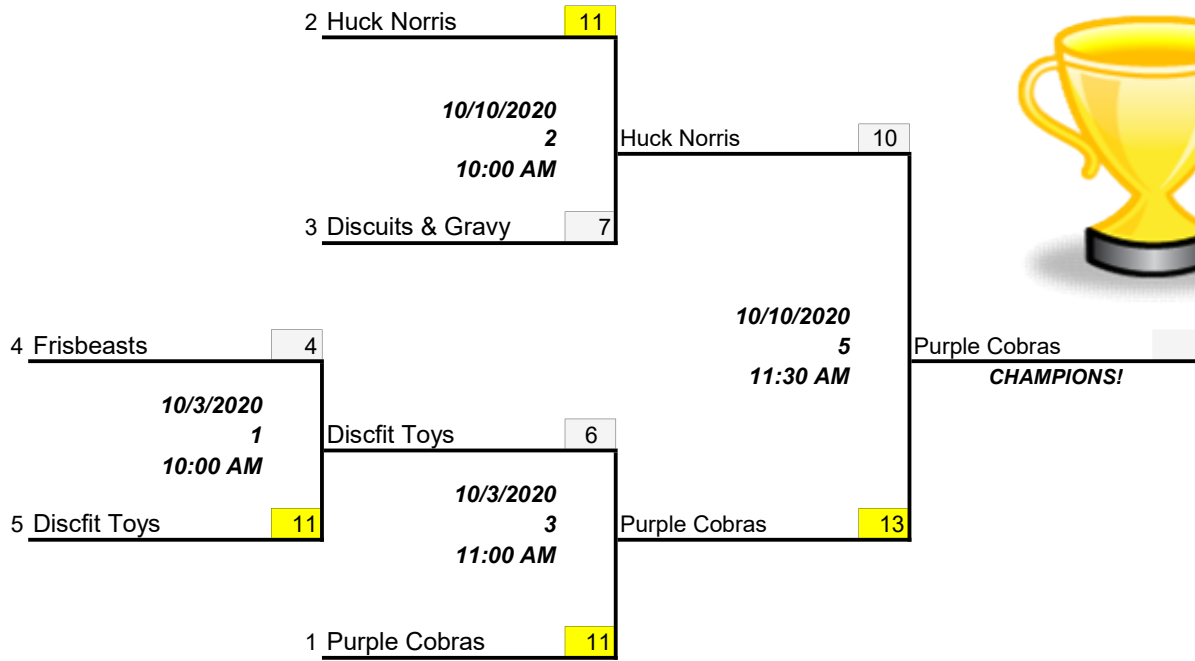 2 Huck Norris 11
10/10/2020
2
10:00 AM
Huck Norris 10
3 Discuits & Gravy 7
10/10/2020
5
11:30 AM
4 Frisbeasts 4
Purple Cobras
CHAMPIONS!
10/3/2020
1
10:00 AM
Discfit Toys 6
10/3/2020
3
11:00 AM
5 Discfit Toys 11
Purple Cobras 13
1 Purple Cobras 11